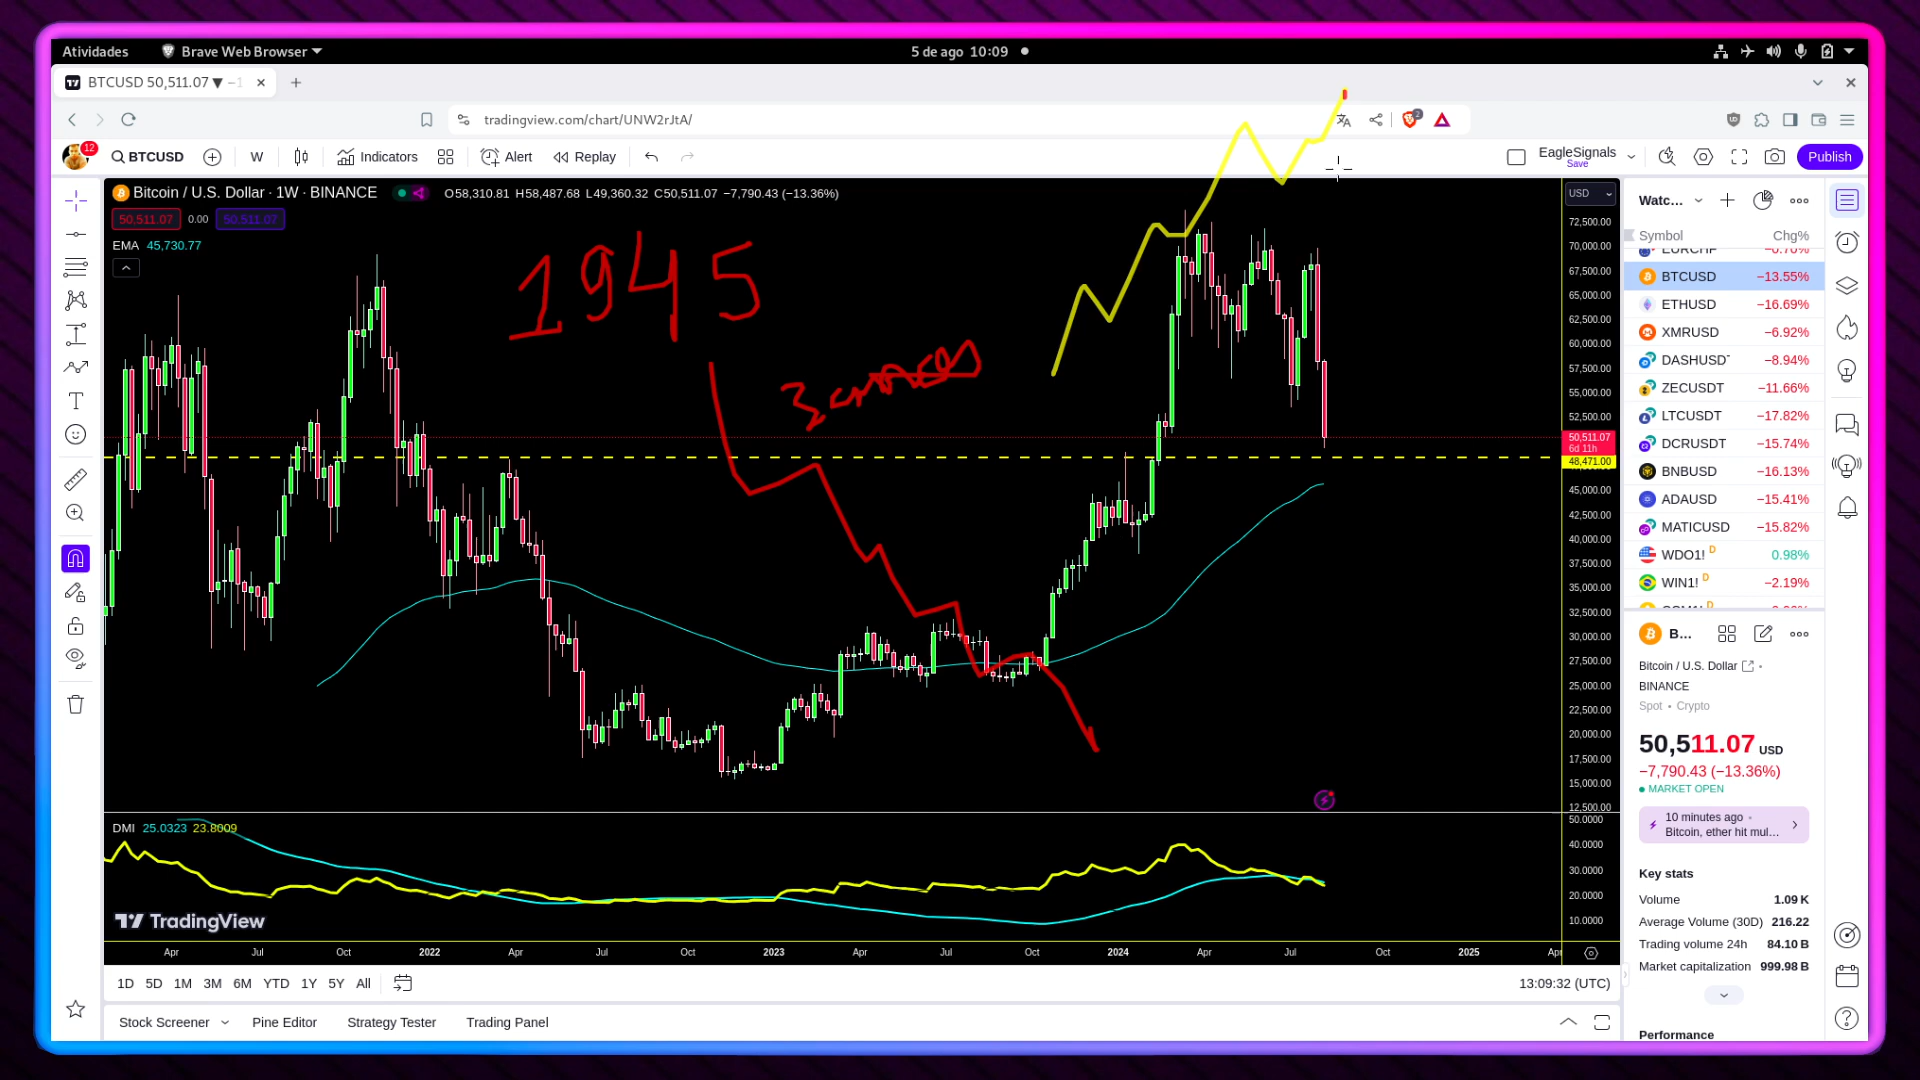 Atividades Brave Web Browser 5 de ago 10:09
BTCUSD 50,511.07 ▼ −1
tradingview.com/chart/UNW2rJtA/
12 BTCUSD W Indicators Alert Replay EagleSignals Save Publish
Bitcoin / U.S. Dollar · 1W · BINANCE O58,310.81 H58,487.68 L49,360.32 C50,511.07 −7,790.43 (−13.36%)
50,511.07 0.00 50,511.07
EMA 45,730.77
1945
USD
72,500.00
70,000.00
67,500.00
65,000.00
62,500.00
60,000.00
57,500.00
55,000.00
52,500.00
50,511.07
6d 11h
48,471.00
45,000.00
42,500.00
40,000.00
37,500.00
35,000.00
32,500.00
30,000.00
27,500.00
25,000.00
22,500.00
20,000.00
17,500.00
15,000.00
12,500.00
DMI 25.0323 23.8009
50.0000
40.0000
30.0000
20.0000
10.0000
TradingView
Apr Jul Oct 2022 Apr Jul Oct 2023 Apr Jul Oct 2024 Apr Jul Oct 2025 Apr
1D 5D 1M 3M 6M YTD 1Y 5Y All 13:09:32 (UTC)
Stock Screener Pine Editor Strategy Tester Trading Panel
Watc...
Symbol Chg%
BTCUSD −13.55%
ETHUSD −16.69%
XMRUSD −6.92%
DASHUSDT −8.94%
ZECUSDT −11.66%
LTCUSDT −17.82%
DCRUSDT −15.74%
BNBUSD −16.13%
ADAUSD −15.41%
MATICUSD −15.82%
WDO1! D 0.98%
WIN1! D −2.19%
B...
Bitcoin / U.S. Dollar
BINANCE
Spot • Crypto
50,511.07 USD
−7,790.43 (−13.36%)
MARKET OPEN
10 minutes ago
Bitcoin, ether hit mul...
Key stats
Volume 1.09 K
Average Volume (30D) 216.22
Trading volume 24h 84.10 B
Market capitalization 999.98 B
Performance